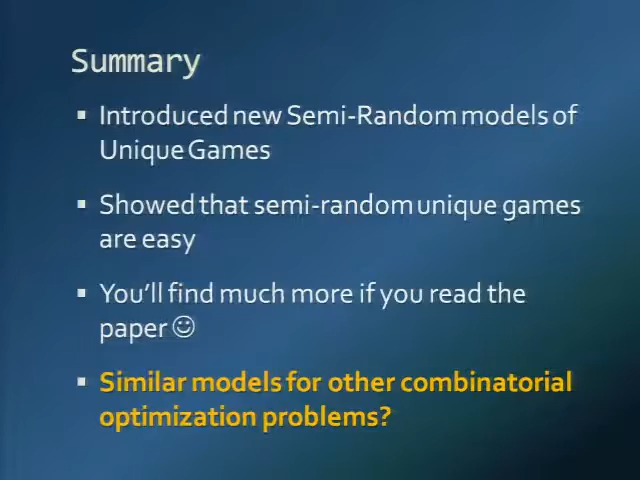 Summary
▪ Introduced new Semi-Random models of
Unique Games
▪ Showed that semi-random unique games
are easy
▪ You'll find much more if you read the
paper ☺
▪ Similar models for other combinatorial
optimization problems?